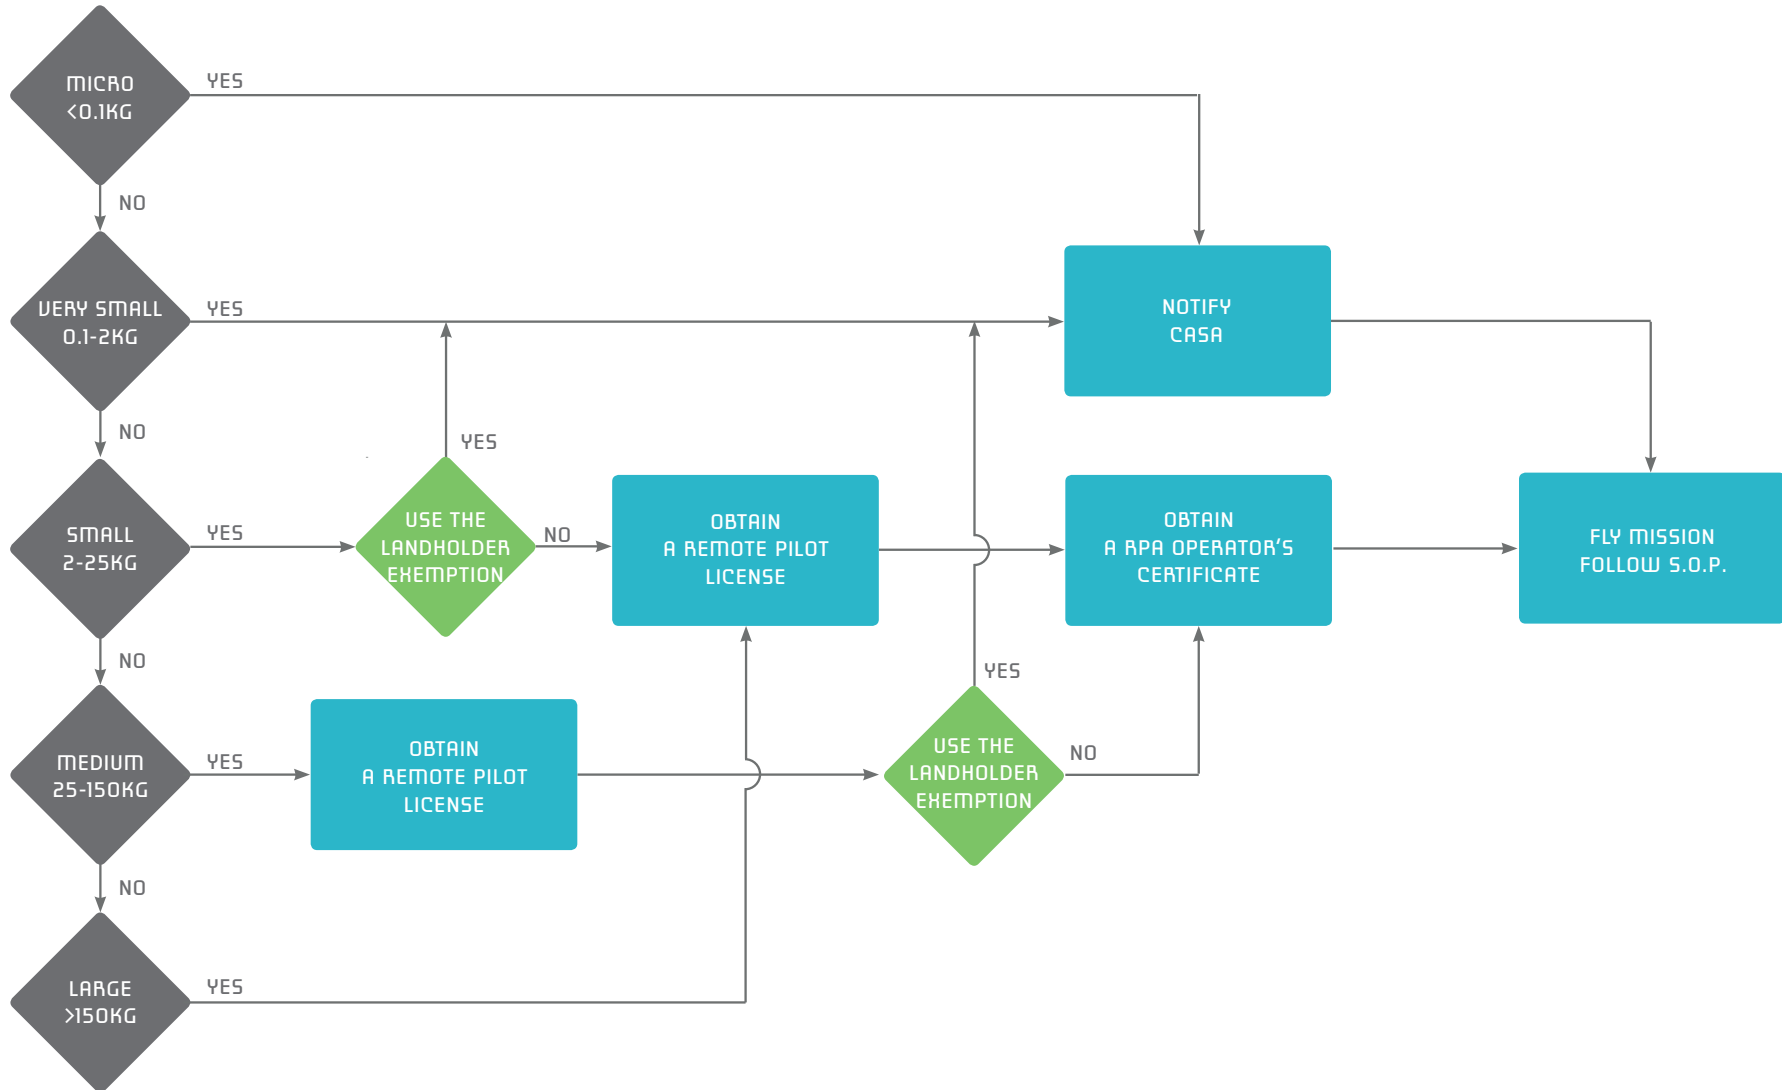 MICRO
<0.1KG
YES
NO
VERY SMALL
0.1-2KG
YES
NOTIFY
CASA
NO
YES
SMALL
2-25KG
YES
USE THE
LANDHOLDER
EXEMPTION
NO
OBTAIN
A REMOTE PILOT
LICENSE
OBTAIN
A RPA OPERATOR'S
CERTIFICATE
FLY MISSION
FOLLOW S.O.P.
NO
YES
MEDIUM
25-150KG
YES
OBTAIN
A REMOTE PILOT
LICENSE
USE THE
LANDHOLDER
EXEMPTION
NO
NO
LARGE
>150KG
YES